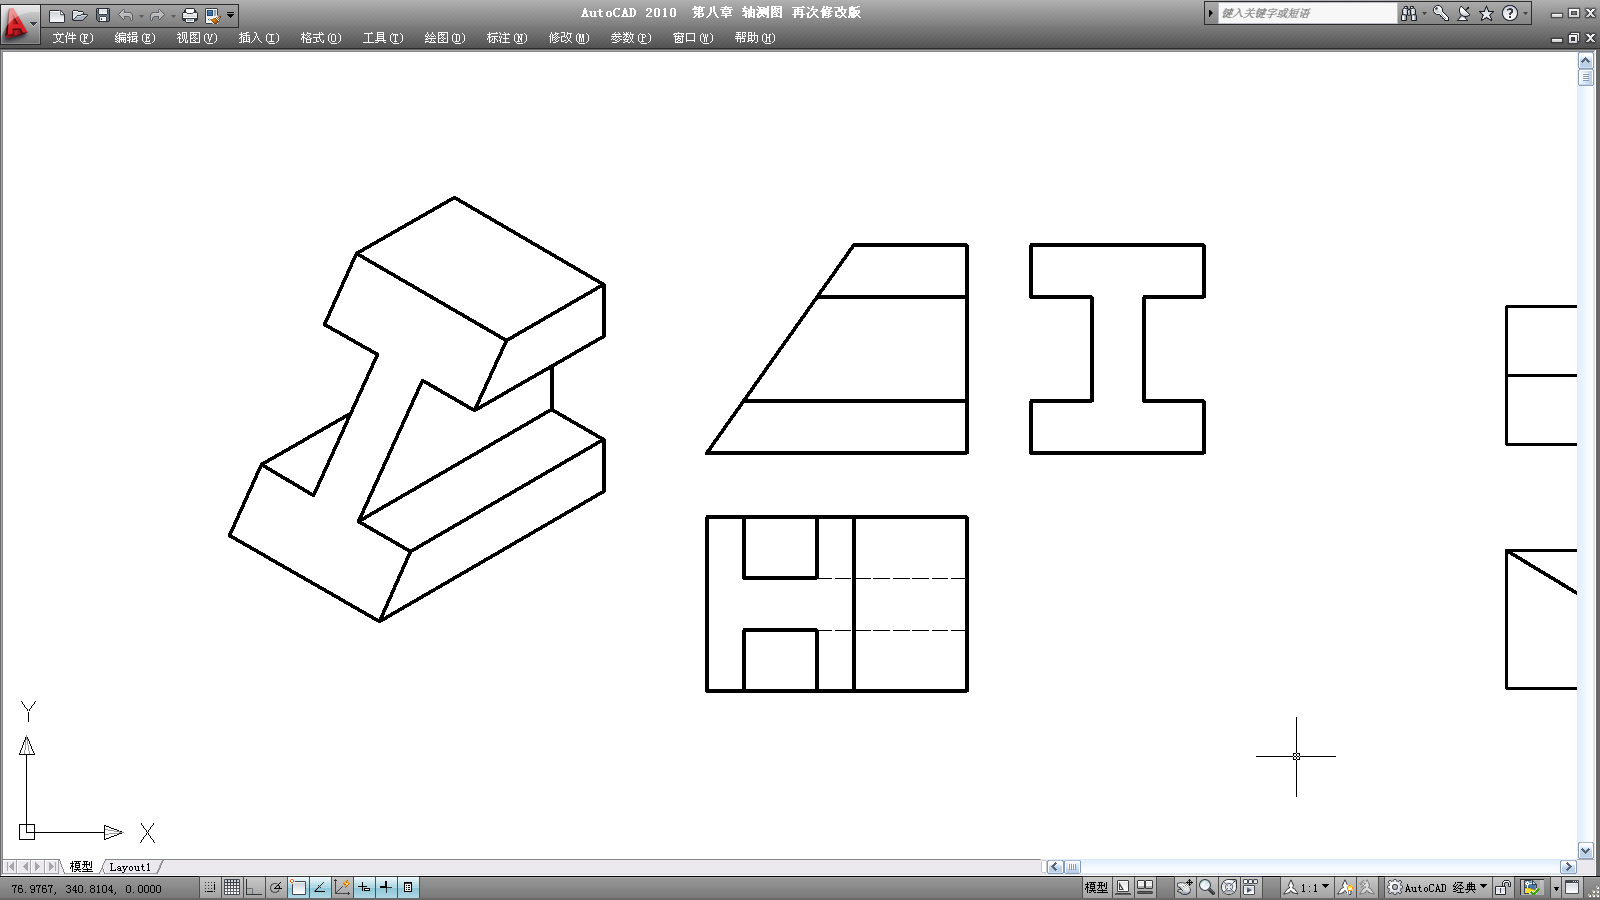 AutoCAD 2010 第八章 轴测图 再次修改版
键入关键字或短语
文件(F) 编辑(E) 视图(V) 插入(I) 格式(O) 工具(T) 绘图(D) 标注(N) 修改(M) 参数(P) 窗口(W) 帮助(H)
Y
X
模型 Layout1
76.9767, 340.8104, 0.0000 模型 1:1 AutoCAD 经典